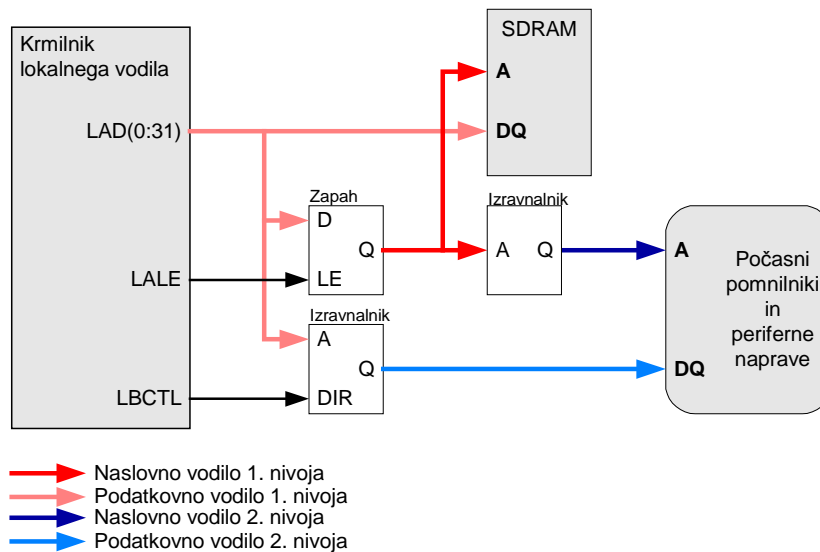 Krmilnik
lokalnega vodila
LAD(0:31)
LALE
LBCTL
SDRAM
A
DQ
Zapah
D
Q
LE
Izravnalnik
A
Q
Izravnalnik
A
Q
DIR
A
DQ
Počasni
pomnilniki
in
periferne
naprave
Naslovno vodilo 1. nivoja
Podatkovno vodilo 1. nivoja
Naslovno vodilo 2. nivoja
Podatkovno vodilo 2. nivoja